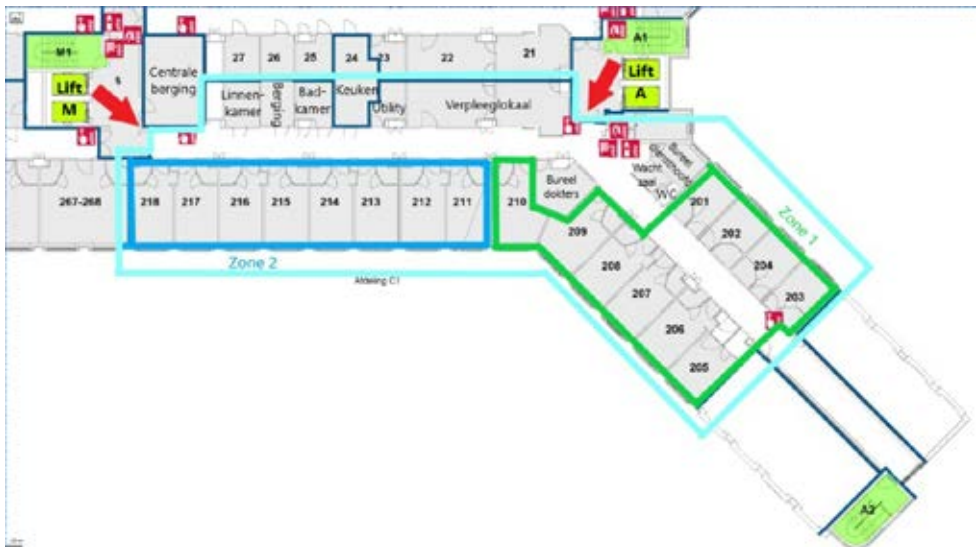 M1
A1
Lift
M
Lift
A
Centrale
berging
27
26
25
24
23
22
21
Linnen-
kamer
Berging
Bad-
kamer
Keuken
Utility
Verpleeglokaal
Bureel
Wacht
zaal
WC
267-268
218
217
216
215
214
213
212
211
210
Bureel
dokters
209
208
207
206
205
201
202
204
203
Zone 1
Zone 2
Afdeling C1
A2